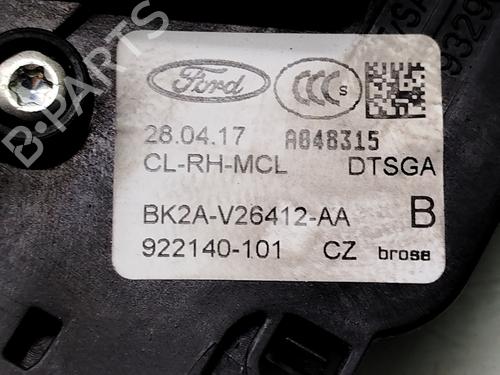 Ford CCC S
28.04.17 A048315
CL-RH-MCL DTSGA
BK2A-V26412-AA B
922140-101 CZ brose
B-PARTS